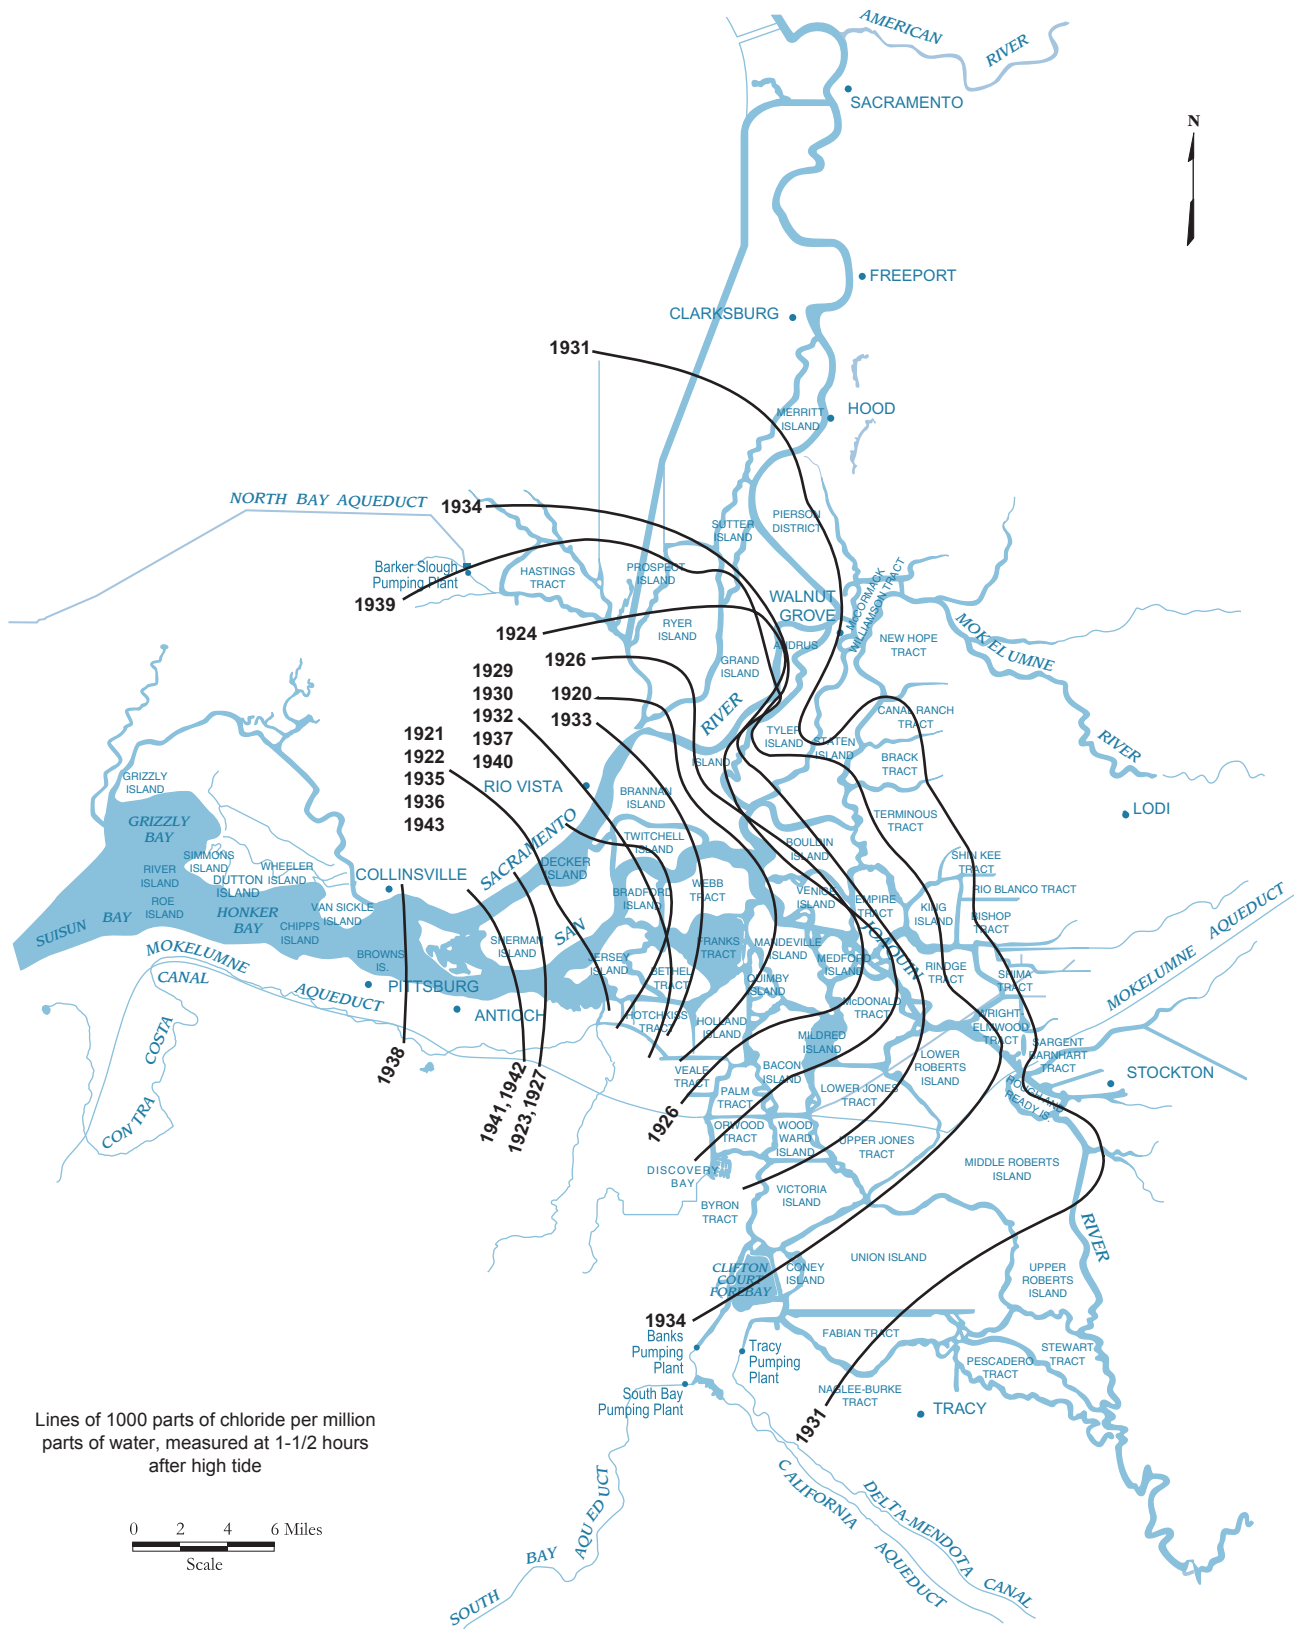 AMERICAN
RIVER
SACRAMENTO
N
FREEPORT
CLARKSBURG
1931
HOOD
MERRITT
ISLAND
NORTH BAY AQUEDUCT
1934
SUTTER
ISLAND
PIERSON
DISTRICT
Barker Slough
Pumping Plant
HASTINGS
TRACT
PROSPECT
ISLAND
1939
WALNUT
GROVE
McCORMACK
WILLIAMSON TRACT
1924
RYER
ISLAND
ANDRUS
NEW HOPE
TRACT
MOKELUMNE
RIVER
1926
GRAND
ISLAND
1929
1930
1932
1937
1940
1920
1933
RIVER
CANAL RANCH
TRACT
TYLER
ISLAND
STATEN
ISLAND
1921
1922
1935
1936
1943
ISLAND
BRACK
TRACT
GRIZZLY
ISLAND
RIO VISTA
BRANNAN
ISLAND
LODI
GRIZZLY
BAY
SACRAMENTO
TERMINOUS
TRACT
TWITCHELL
ISLAND
BOULDIN
ISLAND
SIMMONS
ISLAND
WHEELER
ISLAND
DECKER
ISLAND
SHIN KEE
TRACT
RIVER
ISLAND
DUTTON
ISLAND
COLLINSVILLE
BRADFORD
ISLAND
WEBB
TRACT
VENICE
ISLAND
EMPIRE
TRACT
KING
ISLAND
RIO BLANCO TRACT
BISHOP
TRACT
ROE
ISLAND
HONKER
BAY
VAN SICKLE
ISLAND
CHIPPS
ISLAND
SUISUN BAY
SAN
JOAQUIN
MOKELUMNE AQUEDUCT
SHERMAN
ISLAND
FRANKS
TRACT
MANDEVILLE
ISLAND
MEDFORD
ISLAND
BROWNS
IS.
JERSEY
ISLAND
BETHEL
TRACT
QUIMBY
ISLAND
RINDGE
TRACT
SHIMA
TRACT
MOKELUMNE
AQUEDUCT
CANAL
COSTA
CONTRA
PITTSBURG
ANTIOCH
HOTCHKISS
TRACT
HOLLAND
ISLAND
McDONALD
TRACT
WRIGHT-
ELMWOOD
TRACT
MILDRED
ISLAND
SARGENT
BARNHART
TRACT
1938
1941, 1942
1923, 1927
VEALE
TRACT
BACON
ISLAND
LOWER
ROBERTS
ISLAND
STOCKTON
PALM
TRACT
LOWER JONES
TRACT
ROUGH AND
READY IS.
1926
ORWOOD
TRACT
WOOD
WARD
ISLAND
UPPER JONES
TRACT
DISCOVERY
BAY
MIDDLE ROBERTS
ISLAND
BYRON
TRACT
VICTORIA
ISLAND
RIVER
CLIFTON
COURT
FOREBAY
CONEY
ISLAND
UNION ISLAND
UPPER
ROBERTS
ISLAND
1934
Banks
Pumping
Plant
Tracy
Pumping
Plant
FABIAN TRACT
STEWART
TRACT
PESCADERO
TRACT
South Bay
Pumping Plant
NAGLEE-BURKE
TRACT
TRACY
1931
Lines of 1000 parts of chloride per million
parts of water, measured at 1-1/2 hours
after high tide
0 2 4 6 Miles
Scale
SOUTH BAY AQUEDUCT
CALIFORNIA AQUEDUCT
DELTA-MENDOTA CANAL